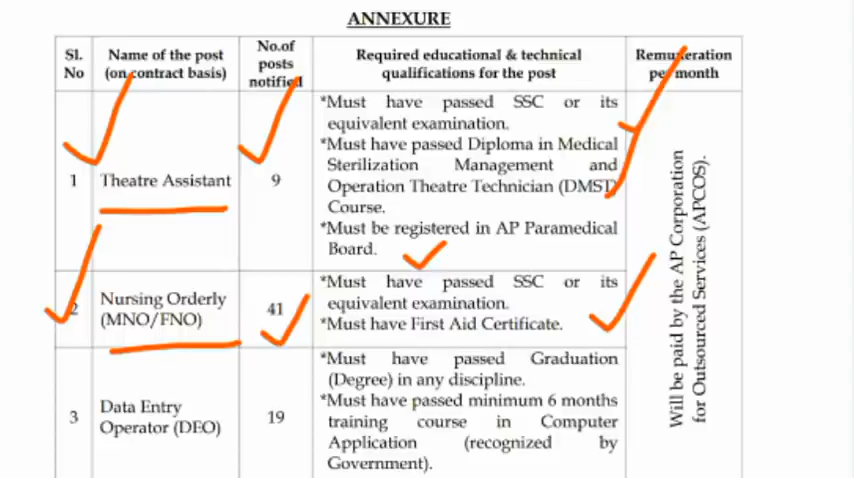 ANNEXURE
Sl. No
Name of the post (on contract basis)
No.of posts notified
Required educational & technical qualifications for the post
Remuneration per month
1
Theatre Assistant
9
*Must have passed SSC or its
equivalent examination.
*Must have passed Diploma in Medical
Sterilization Management and
Operation Theatre Technician (DMST)
Course.
*Must be registered in AP Paramedical
Board.
2
Nursing Orderly
(MNO/FNO)
41
*Must have passed SSC or its
equivalent examination.
*Must have First Aid Certificate.
3
Data Entry
Operator (DEO)
19
*Must have passed Graduation
(Degree) in any discipline.
*Must have passed minimum 6 months
training course in Computer
Application (recognized by
Government).
Will be paid by the AP Corporation
for Outsourced Services (APCOS).